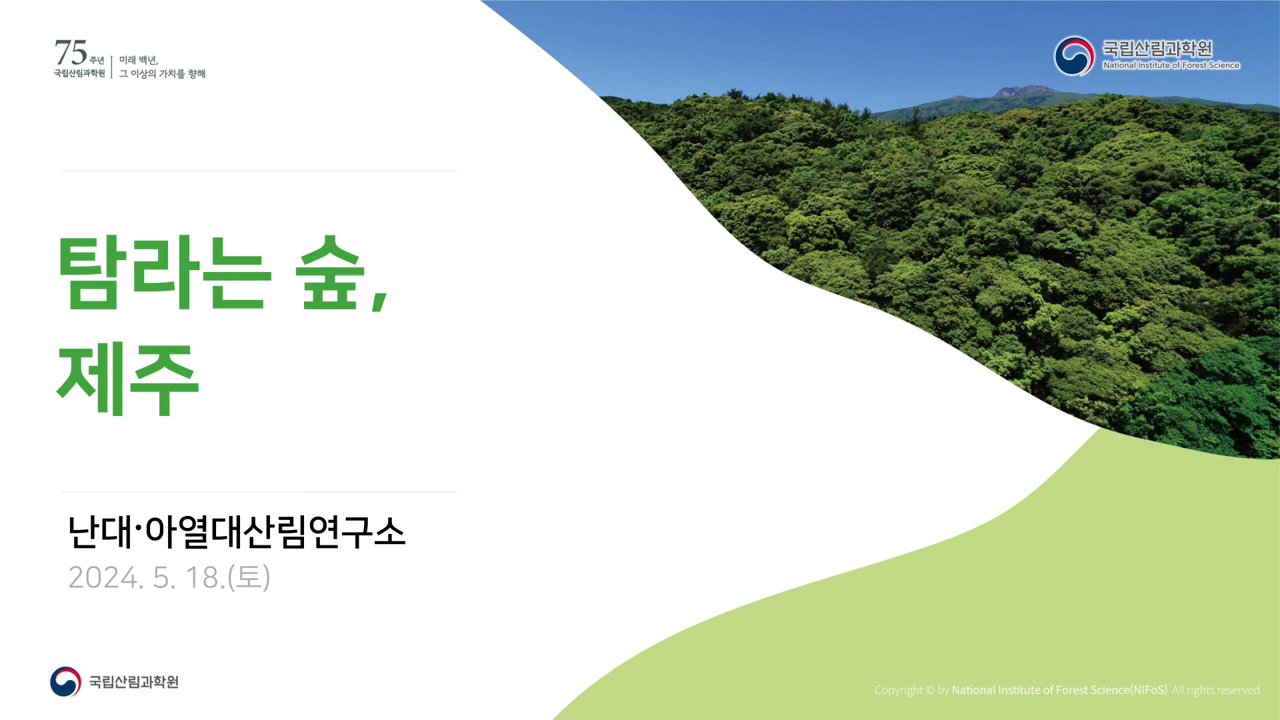 75주년
국립산림과학원
미래 백년,
그 이상의 가치를 향해
국립산림과학원
National Institute of Forest Science
탐라는 숲,
제주
난대·아열대산림연구소
2024. 5. 18.(토)
국립산림과학원
Copyright © by National Institute of Forest Science(NIFoS) All rights reserved